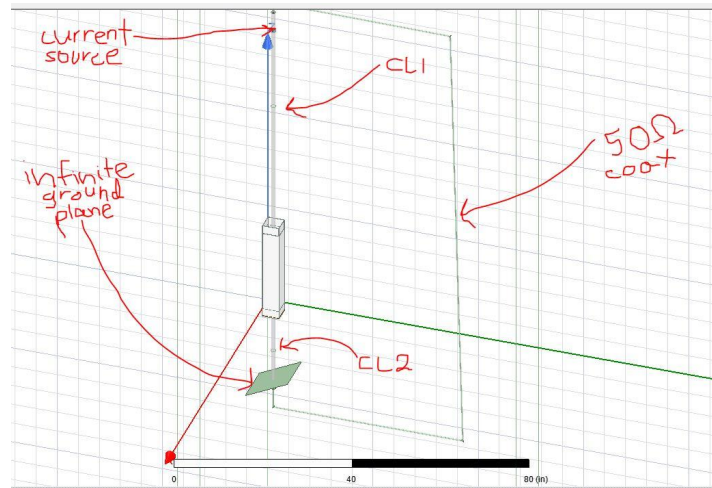 current
source
CL1
50Ω
coax
infinite
ground
plane
CL2
0
40
80 (in)